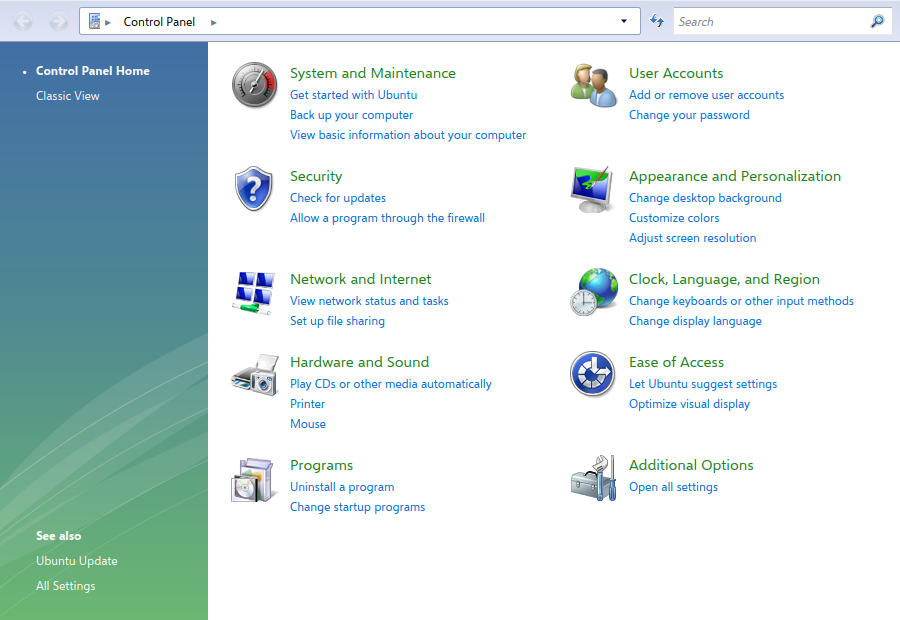 Control Panel
Search
Control Panel Home
Classic View
System and Maintenance
Get started with Ubuntu
Back up your computer
View basic information about your computer
Security
Check for updates
Allow a program through the firewall
Network and Internet
View network status and tasks
Set up file sharing
Hardware and Sound
Play CDs or other media automatically
Printer
Mouse
Programs
Uninstall a program
Change startup programs
User Accounts
Add or remove user accounts
Change your password
Appearance and Personalization
Change desktop background
Customize colors
Adjust screen resolution
Clock, Language, and Region
Change keyboards or other input methods
Change display language
Ease of Access
Let Ubuntu suggest settings
Optimize visual display
Additional Options
Open all settings
See also
Ubuntu Update
All Settings